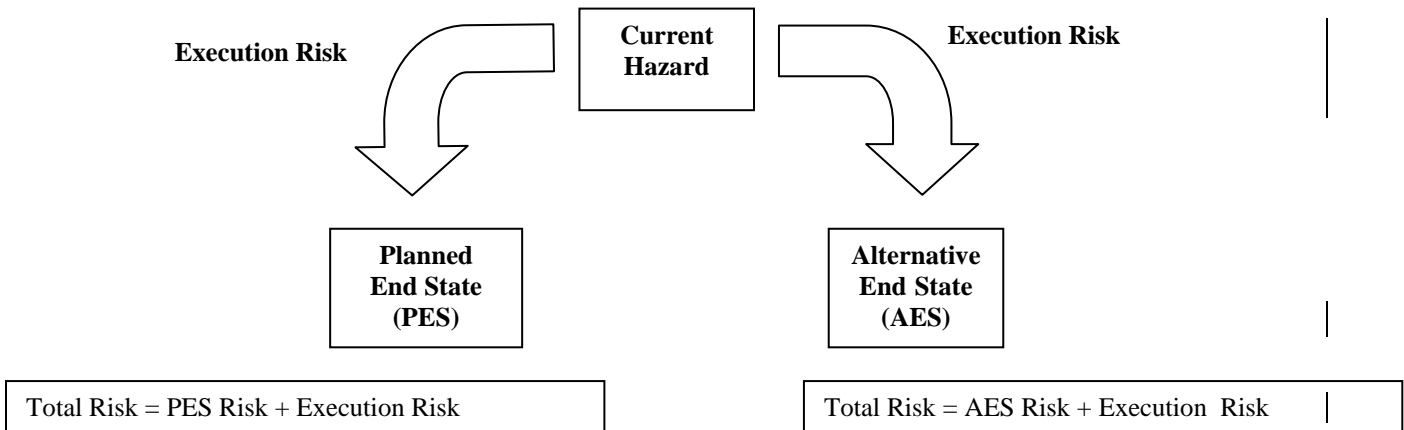 Execution Risk
Current
Hazard
Execution Risk
Planned
End State
(PES)
Alternative
End State
(AES)
Total Risk = PES Risk + Execution Risk
Total Risk = AES Risk + Execution Risk